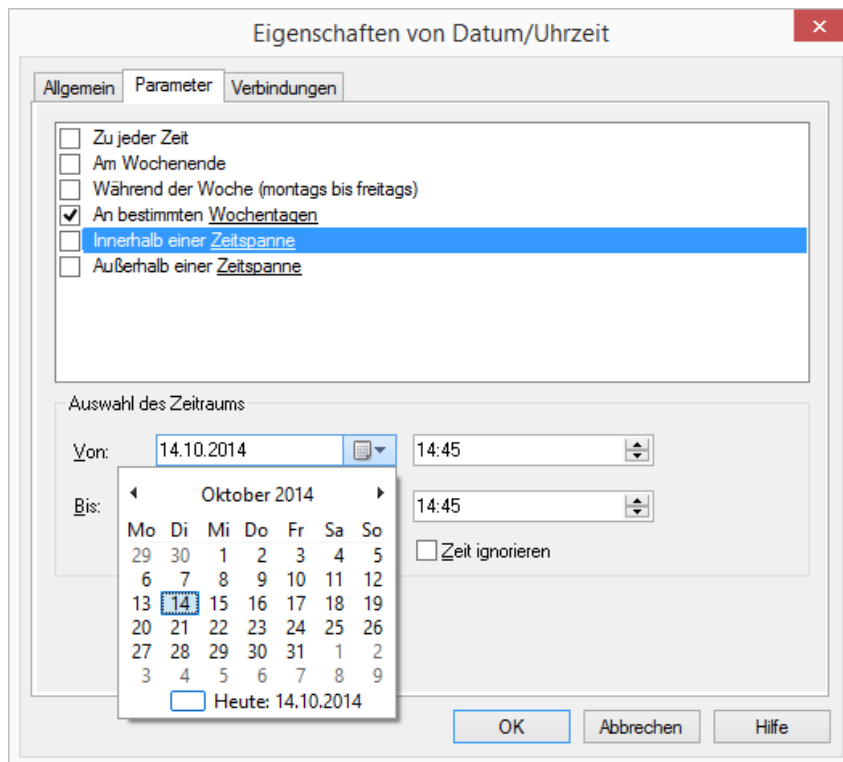 Eigenschaften von Datum/Uhrzeit
Allgemein Parameter Verbindungen
Zu jeder Zeit
Am Wochenende
Während der Woche (montags bis freitags)
An bestimmten Wochentagen
Innerhalb einer Zeitspanne
Außerhalb einer Zeitspanne
Auswahl des Zeitraums
Von: 14.10.2014 14:45
Bis: 14:45
Zeit ignorieren
Oktober 2014
Mo Di Mi Do Fr Sa So
29 30 1 2 3 4 5
6 7 8 9 10 11 12
13 14 15 16 17 18 19
20 21 22 23 24 25 26
27 28 29 30 31 1 2
3 4 5 6 7 8 9
Heute: 14.10.2014
OK Abbrechen Hilfe